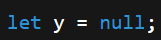 let y = null;